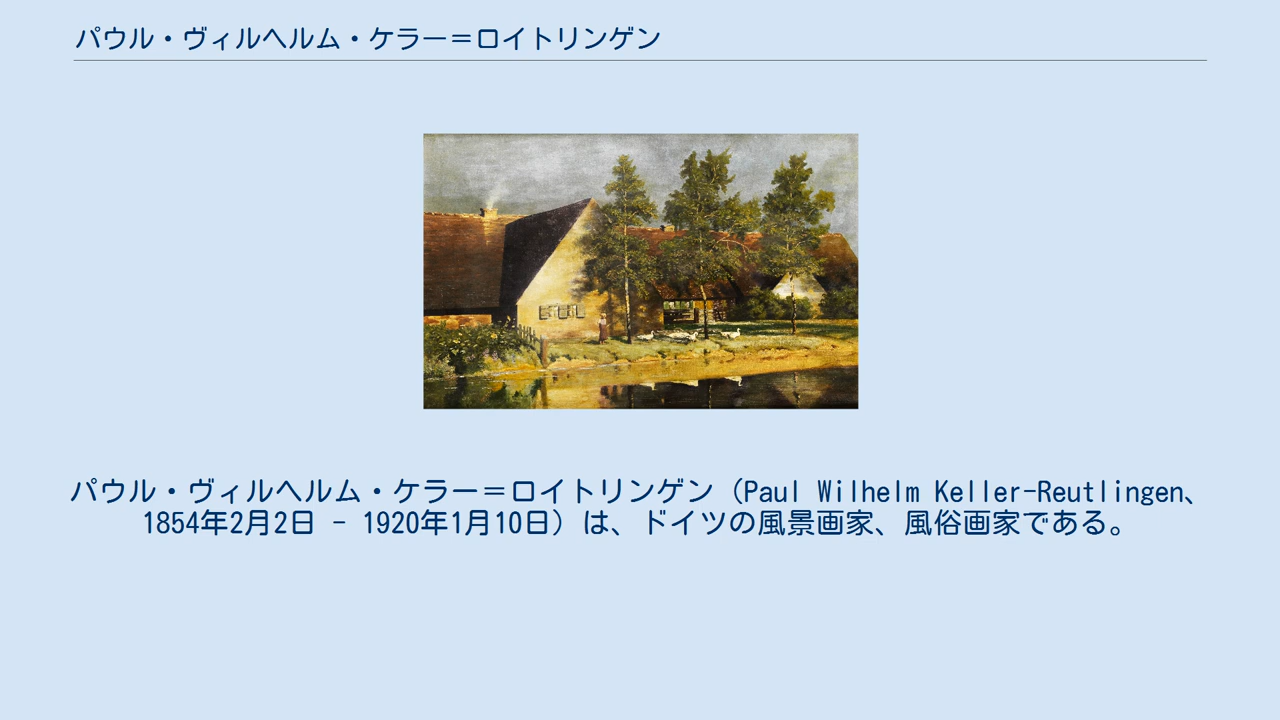 パウル・ヴィルヘルム・ケラー＝ロイトリンゲン
パウル・ヴィルヘルム・ケラー＝ロイトリンゲン（Paul Wilhelm Keller-Reutlingen、
1854年2月2日 - 1920年1月10日）は、ドイツの風景画家、風俗画家である。